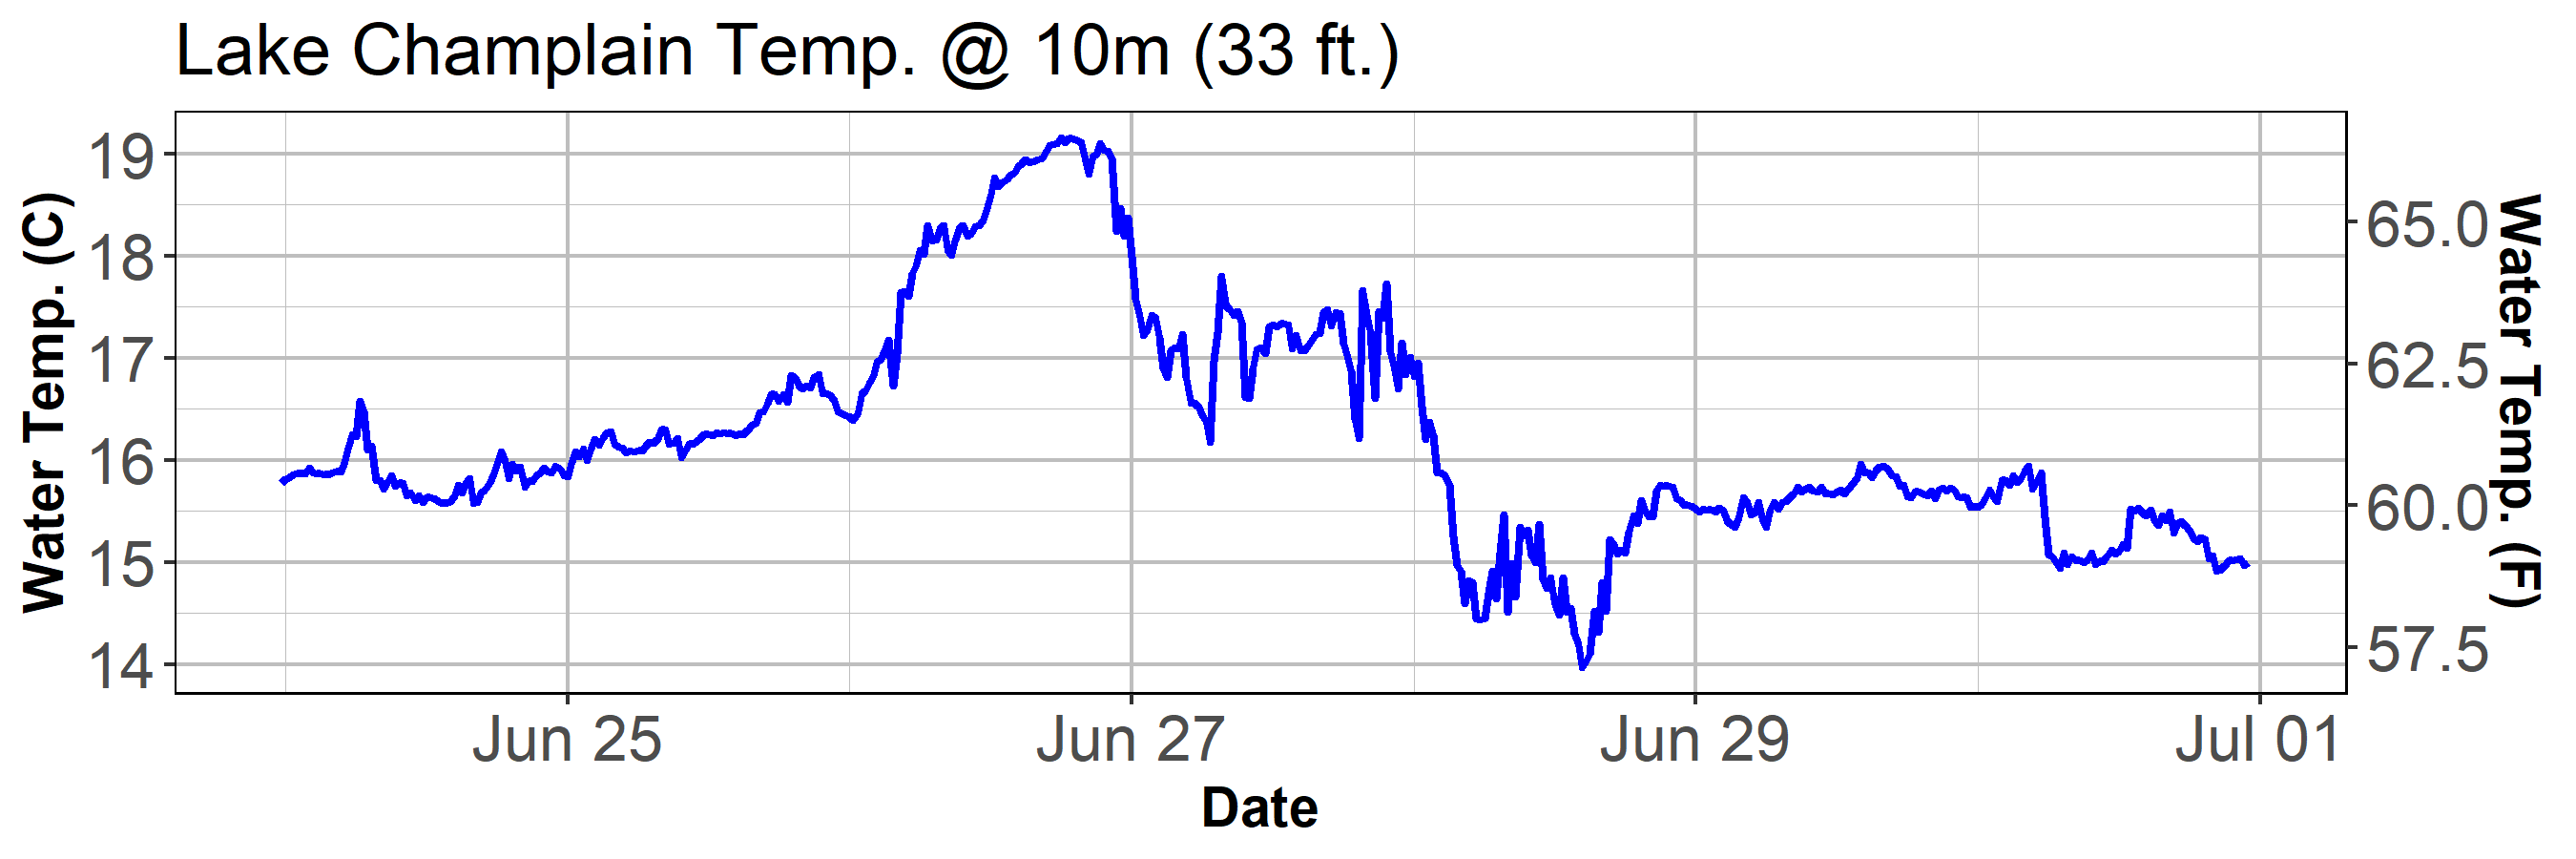 Lake Champlain Temp. @ 10m (33 ft.)
Water Temp. (C)
19
18
17
16
15
14
65.0
62.5
60.0
57.5
Water Temp. (F)
Jun 25 Jun 27 Jun 29 Jul 01
Date